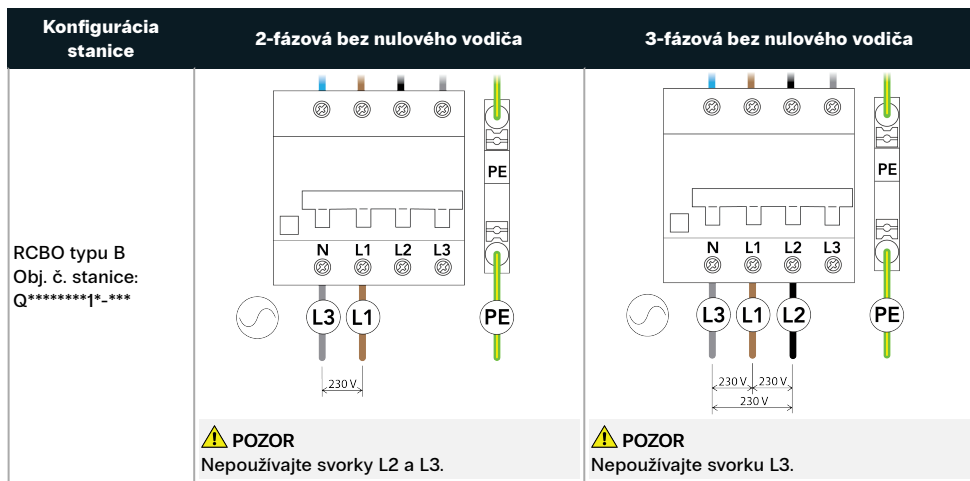 Konfigurácia
stanice
2-fázová bez nulového vodiča
3-fázová bez nulového vodiča
RCBO typu B
Obj. č. stanice:
Q********1*-***
PE
N L1 L2 L3
L3 L1 PE
230 V
POZOR
Nepoužívajte svorky L2 a L3.
PE
N L1 L2 L3
L3 L1 L2 PE
230 V 230 V
230 V
POZOR
Nepoužívajte svorku L3.